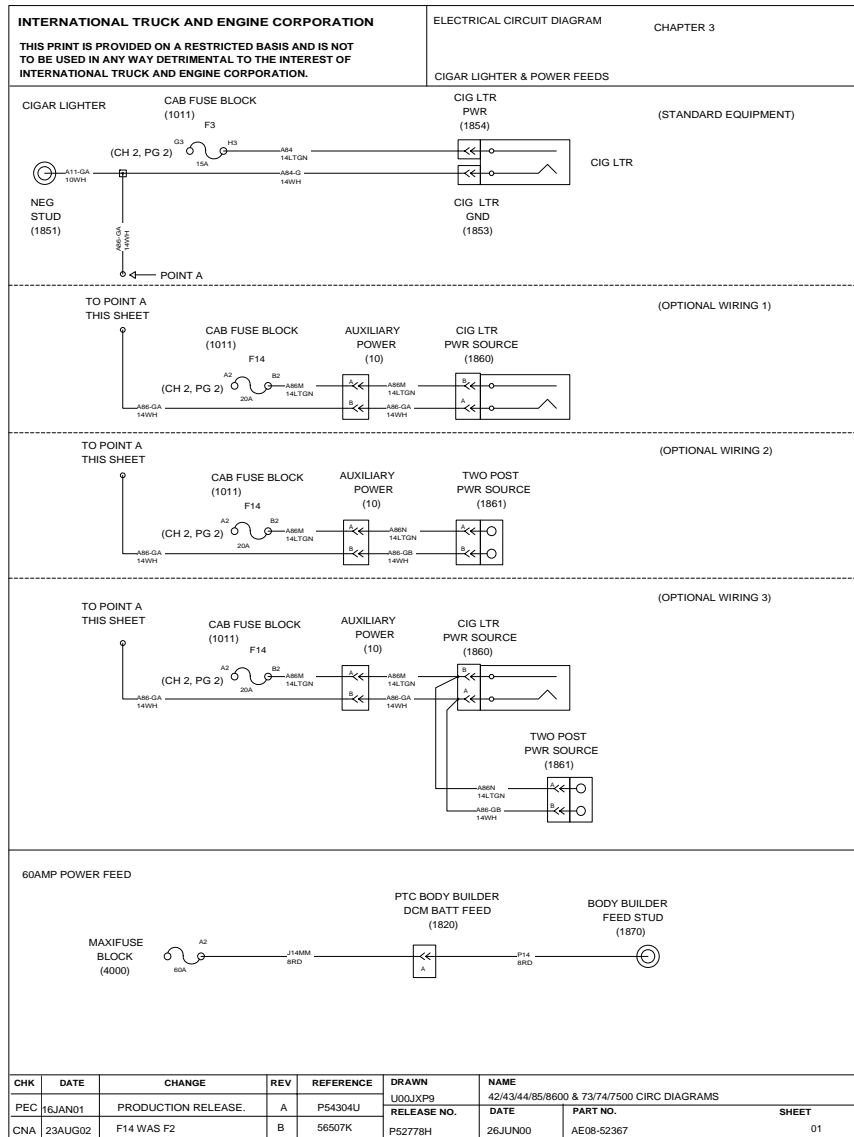 INTERNATIONAL TRUCK AND ENGINE CORPORATION
THIS PRINT IS PROVIDED ON A RESTRICTED BASIS AND IS NOT
TO BE USED IN ANY WAY DETRIMENTAL TO THE INTEREST OF
INTERNATIONAL TRUCK AND ENGINE CORPORATION.
ELECTRICAL CIRCUIT DIAGRAM
CHAPTER 3
CIGAR LIGHTER & POWER FEEDS
CIGAR LIGHTER
CAB FUSE BLOCK
(1011)
F3
CIG LTR
PWR
(1854)
(STANDARD EQUIPMENT)
(CH 2, PG 2)
G3
H3
15A
A84
14LTGN
CIG LTR
A11-GA
10WH
A84-G
14WH
NEG
STUD
(1851)
CIG LTR
GND
(1853)
A86-GA
14WH
POINT A
TO POINT A
THIS SHEET
(OPTIONAL WIRING 1)
CAB FUSE BLOCK
(1011)
F14
AUXILIARY
POWER
(10)
CIG LTR
PWR SOURCE
(1860)
(CH 2, PG 2)
A2
B2
20A
A86M
14LTGN
A
A86M
14LTGN
B
A86-GA
14WH
B
A86-GA
14WH
A
TO POINT A
THIS SHEET
(OPTIONAL WIRING 2)
CAB FUSE BLOCK
(1011)
F14
AUXILIARY
POWER
(10)
TWO POST
PWR SOURCE
(1861)
(CH 2, PG 2)
A2
B2
20A
A86M
14LTGN
A
A86N
14LTGN
A
A86-GA
14WH
B
A86-GB
14WH
B
TO POINT A
THIS SHEET
(OPTIONAL WIRING 3)
CAB FUSE BLOCK
(1011)
F14
AUXILIARY
POWER
(10)
CIG LTR
PWR SOURCE
(1860)
(CH 2, PG 2)
A2
B2
20A
A86M
14LTGN
A
A86M
14LTGN
B
A86-GA
14WH
B
A86-GA
14WH
A
TWO POST
PWR SOURCE
(1861)
A86N
14LTGN
A
A86-GB
14WH
B
60AMP POWER FEED
PTC BODY BUILDER
DCM BATT FEED
(1820)
BODY BUILDER
FEED STUD
(1870)
MAXIFUSE
BLOCK
(4000)
A2
60A
J14MM
8RD
A
P14
8RD
CHK DATE CHANGE REV REFERENCE DRAWN NAME
U00JXP9 42/43/44/85/8600 & 73/74/7500 CIRC DIAGRAMS
PEC 16JAN01 PRODUCTION RELEASE. A P54304U RELEASE NO. DATE PART NO. SHEET
CNA 23AUG02 F14 WAS F2 B 56507K P52778H 26JUN00 AE08-52367 01